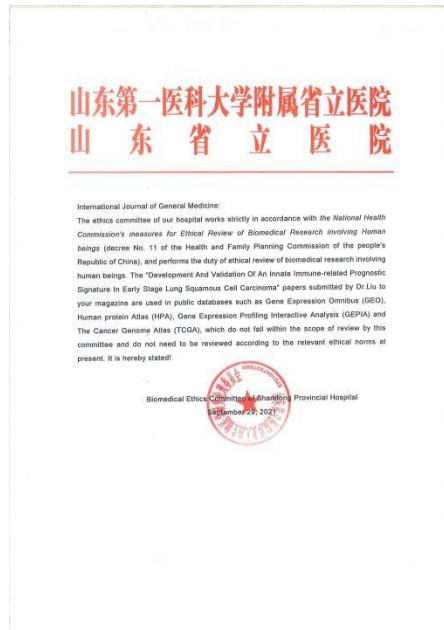 山东第一医科大学附属省立医院
山东省立医院
International Journal of General Medicine:
The ethics committee of our hospital works strictly in accordance with the National Health
Commission's measures for Ethical Review of Biomedical Research involving Human
beings (decree No. 11 of the Health and Family Planning Commission of the people's
Republic of China), and performs the duty of ethical review of biomedical research involving
human beings. The "Development And Validation Of An Innate Immune-related Prognostic
Signature In Early Stage Lung Squamous Cell Carcinoma" papers submitted by Dr.Liu to
your magazine are used in public databases such as Gene Expression Omnibus (GEO),
Human protein Atlas (HPA), Gene Expression Profiling Interactive Analysis (GEPIA) and
The Cancer Genome Atlas (TCGA), which do not fall within the scope of review by this
committee and do not need to be reviewed according to the relevant ethical norms at
present. It is hereby stated!
Biomedical Ethics Committee of Shandong Provincial Hospital
September 29, 2021